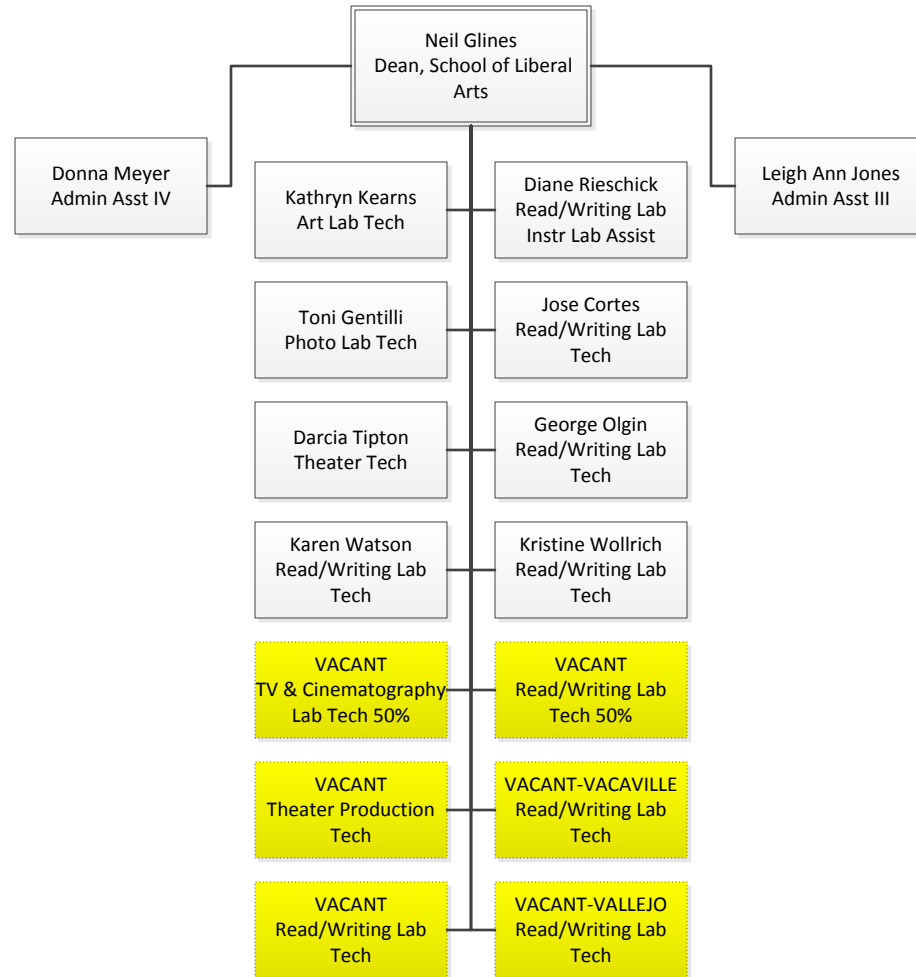 Neil Glines
Dean, School of Liberal
Arts
Donna Meyer
Admin Asst IV
Leigh Ann Jones
Admin Asst III
Kathryn Kearns
Art Lab Tech
Diane Rieschick
Read/Writing Lab
Instr Lab Assist
Toni Gentilli
Photo Lab Tech
Jose Cortes
Read/Writing Lab
Tech
Darcia Tipton
Theater Tech
George Olgin
Read/Writing Lab
Tech
Karen Watson
Read/Writing Lab
Tech
Kristine Wollrich
Read/Writing Lab
Tech
VACANT
TV & Cinematography
Lab Tech 50%
VACANT
Read/Writing Lab
Tech 50%
VACANT
Theater Production
Tech
VACANT-VACAVILLE
Read/Writing Lab
Tech
VACANT
Read/Writing Lab
Tech
VACANT-VALLEJO
Read/Writing Lab
Tech